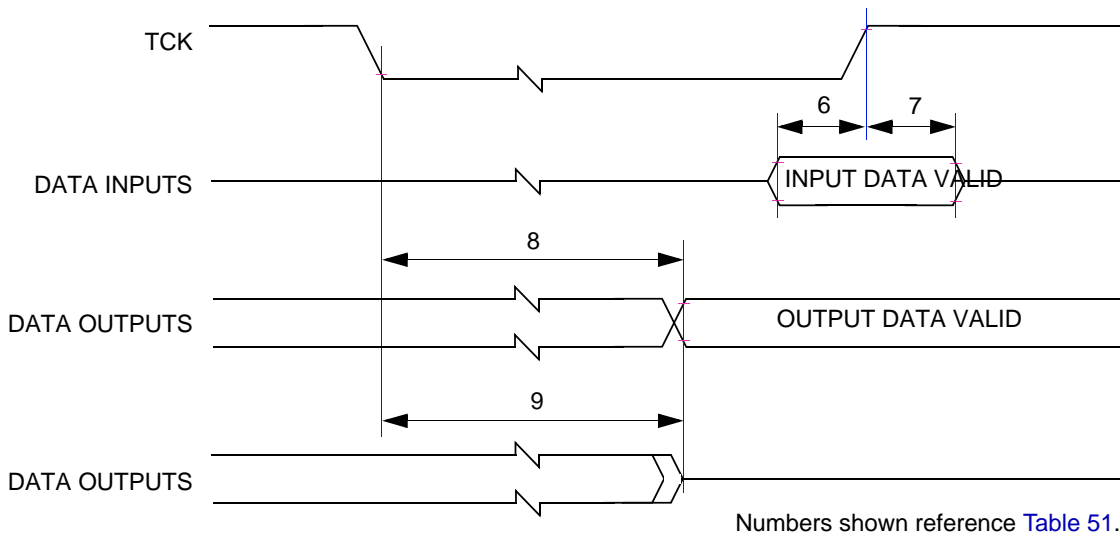 TCK
6
7
DATA INPUTS
INPUT DATA VALID
8
DATA OUTPUTS
OUTPUT DATA VALID
9
DATA OUTPUTS
Numbers shown reference Table 51.